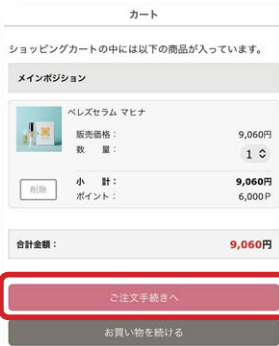 カート
ショッピングカートの中には以下の商品が入っています。
メインポジション
ペレズセラム マヒナ
販売価格： 9,060円
数　量： 1
削除
小　計： 9,060円
ポイント： 6,000P
合計金額： 9,060円
ご注文手続きへ
お買い物を続ける